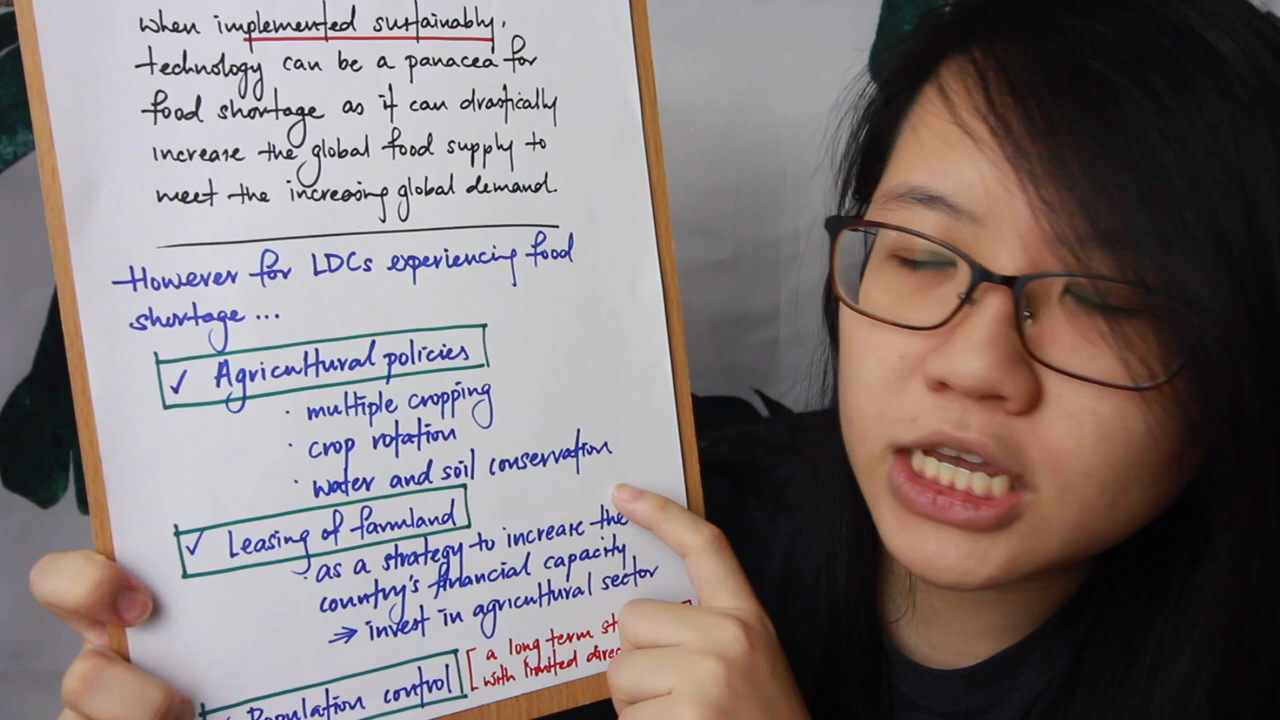 when implemented sustainably,
technology can be a panacea for
food shortage as it can drastically
increase the global food supply to
meet the increasing global demand.
However for LDCs experiencing food
shortage ...
✓ Agricultural policies
· multiple cropping
· crop rotation
· water and soil conservation
✓ Leasing of farmland
· as a strategy to increase the
country's financial capacity
⇒ invest in agricultural sector
✓ Population control
[ a long term
with limited